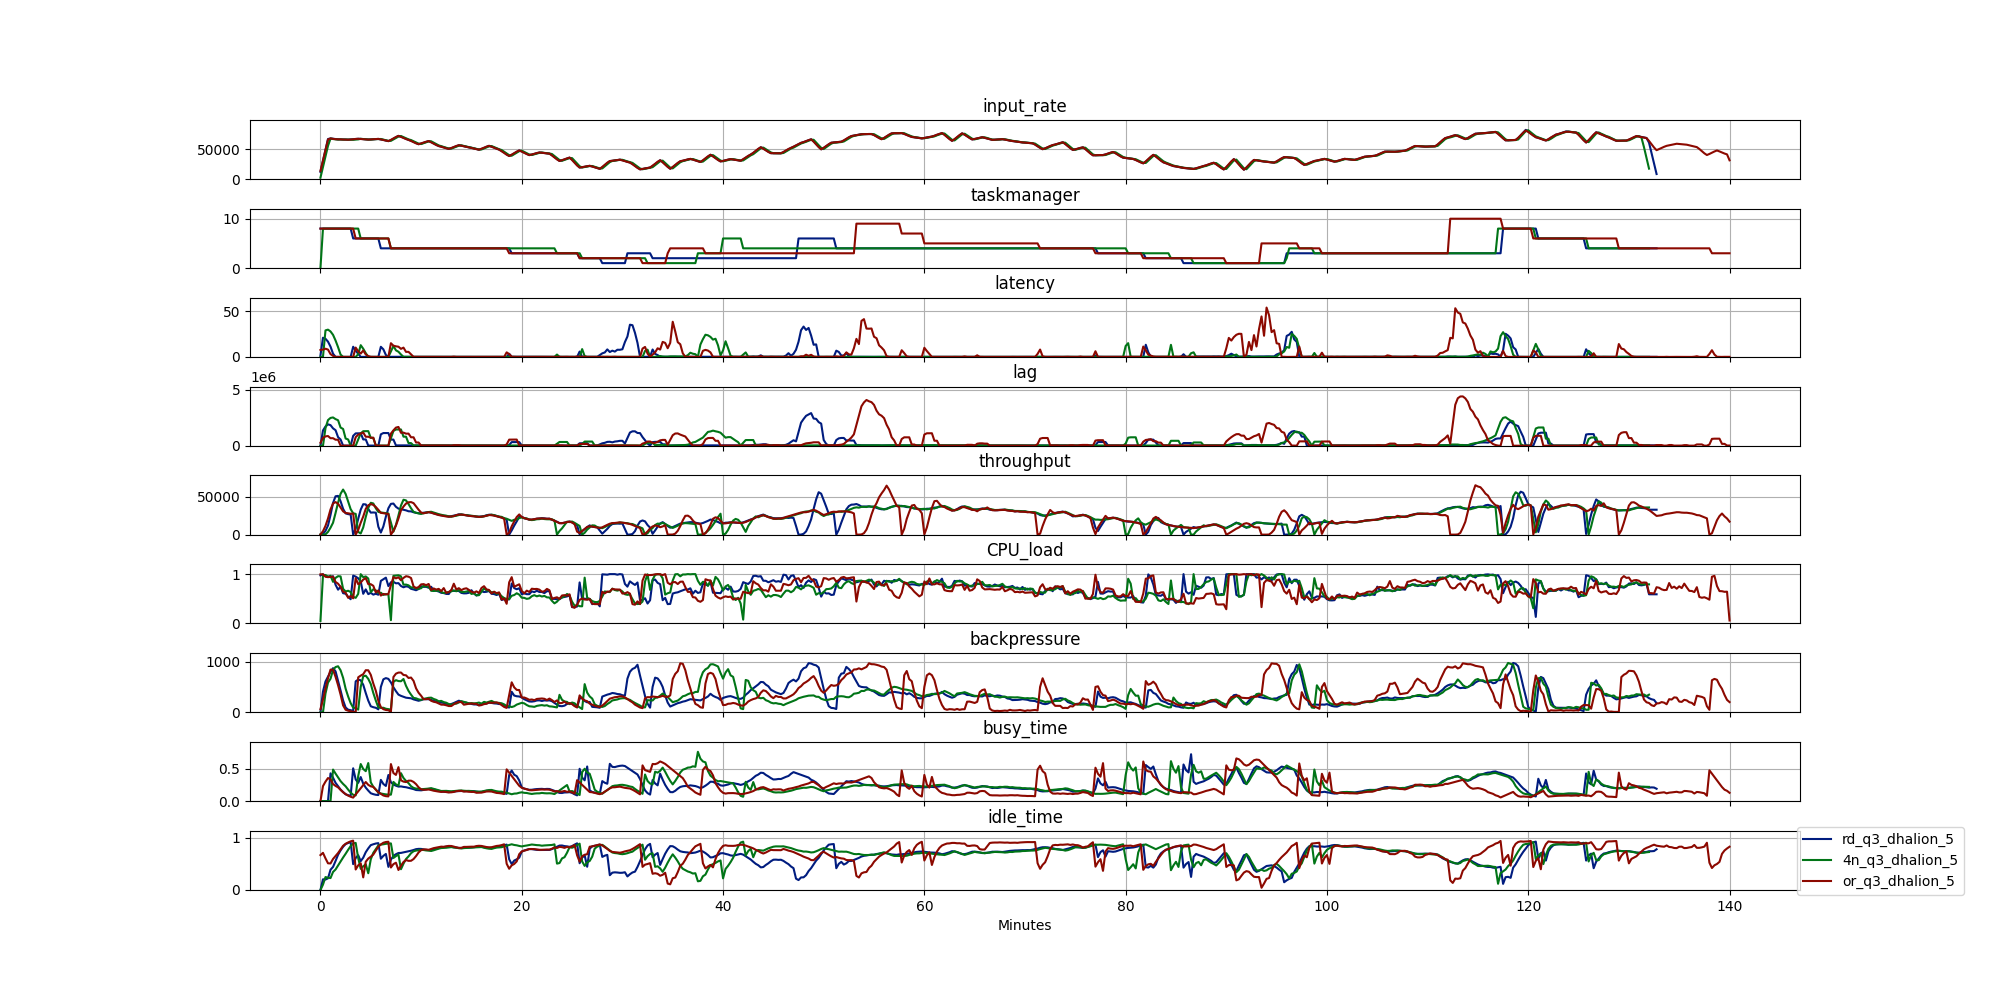 input_rate
50000
0
taskmanager
10
0
latency
50
0
lag
1e6
5
0
throughput
50000
0
CPU_load
1
0
backpressure
1000
0
busy_time
0.5
0.0
idle_time
1
0
rd_q3_dhalion_5
4n_q3_dhalion_5
or_q3_dhalion_5
0 20 40 60 80 100 120 140
Minutes